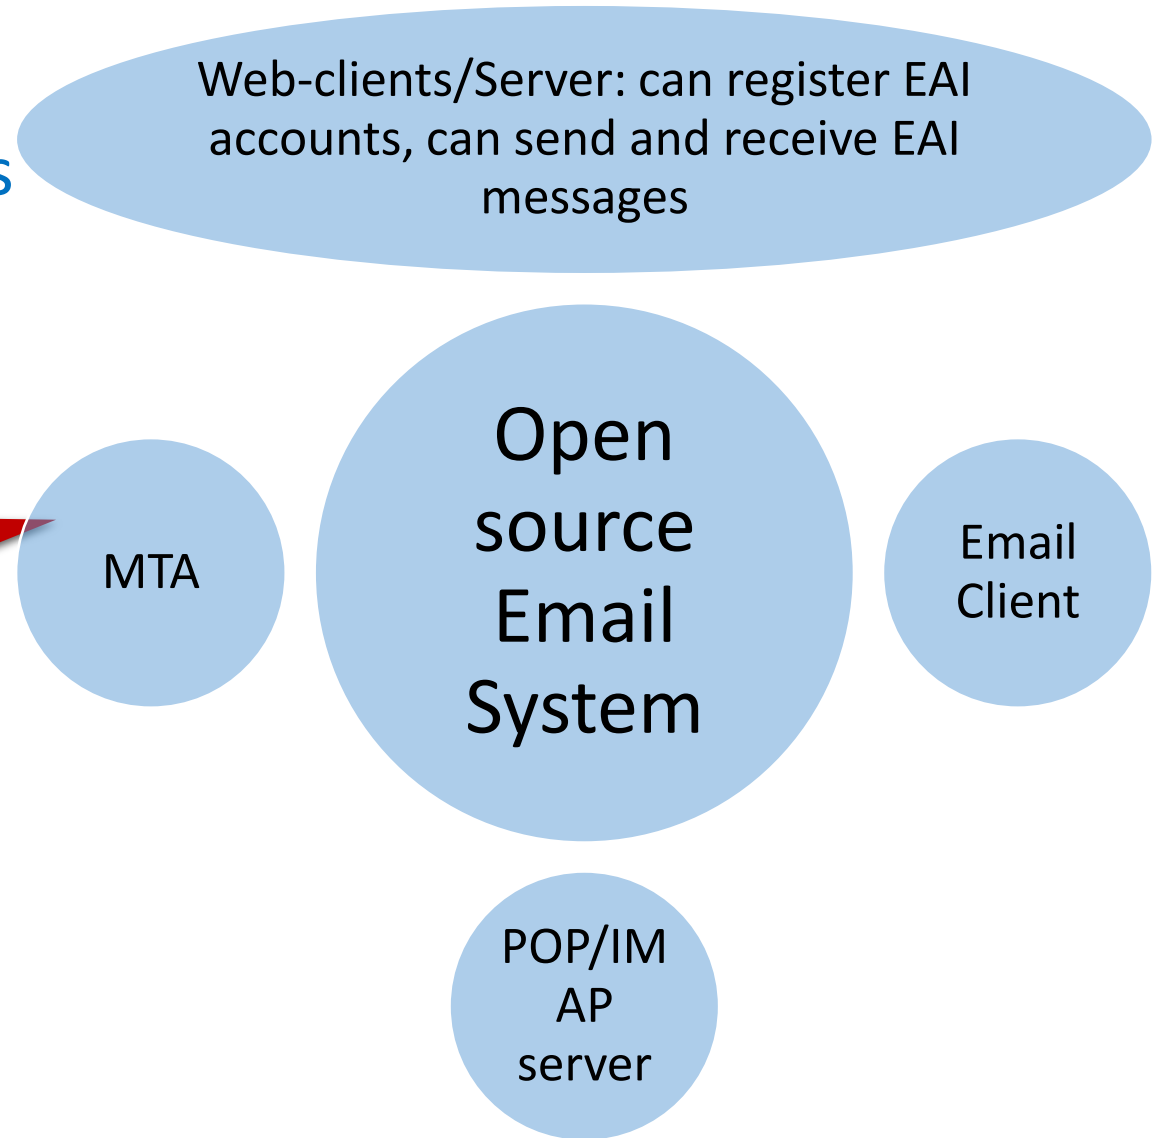 Web-clients/Server: can register EAI
accounts, can send and receive EAI
messages
s
Open
source
Email
System
MTA
Email
Client
POP/IM
AP
server